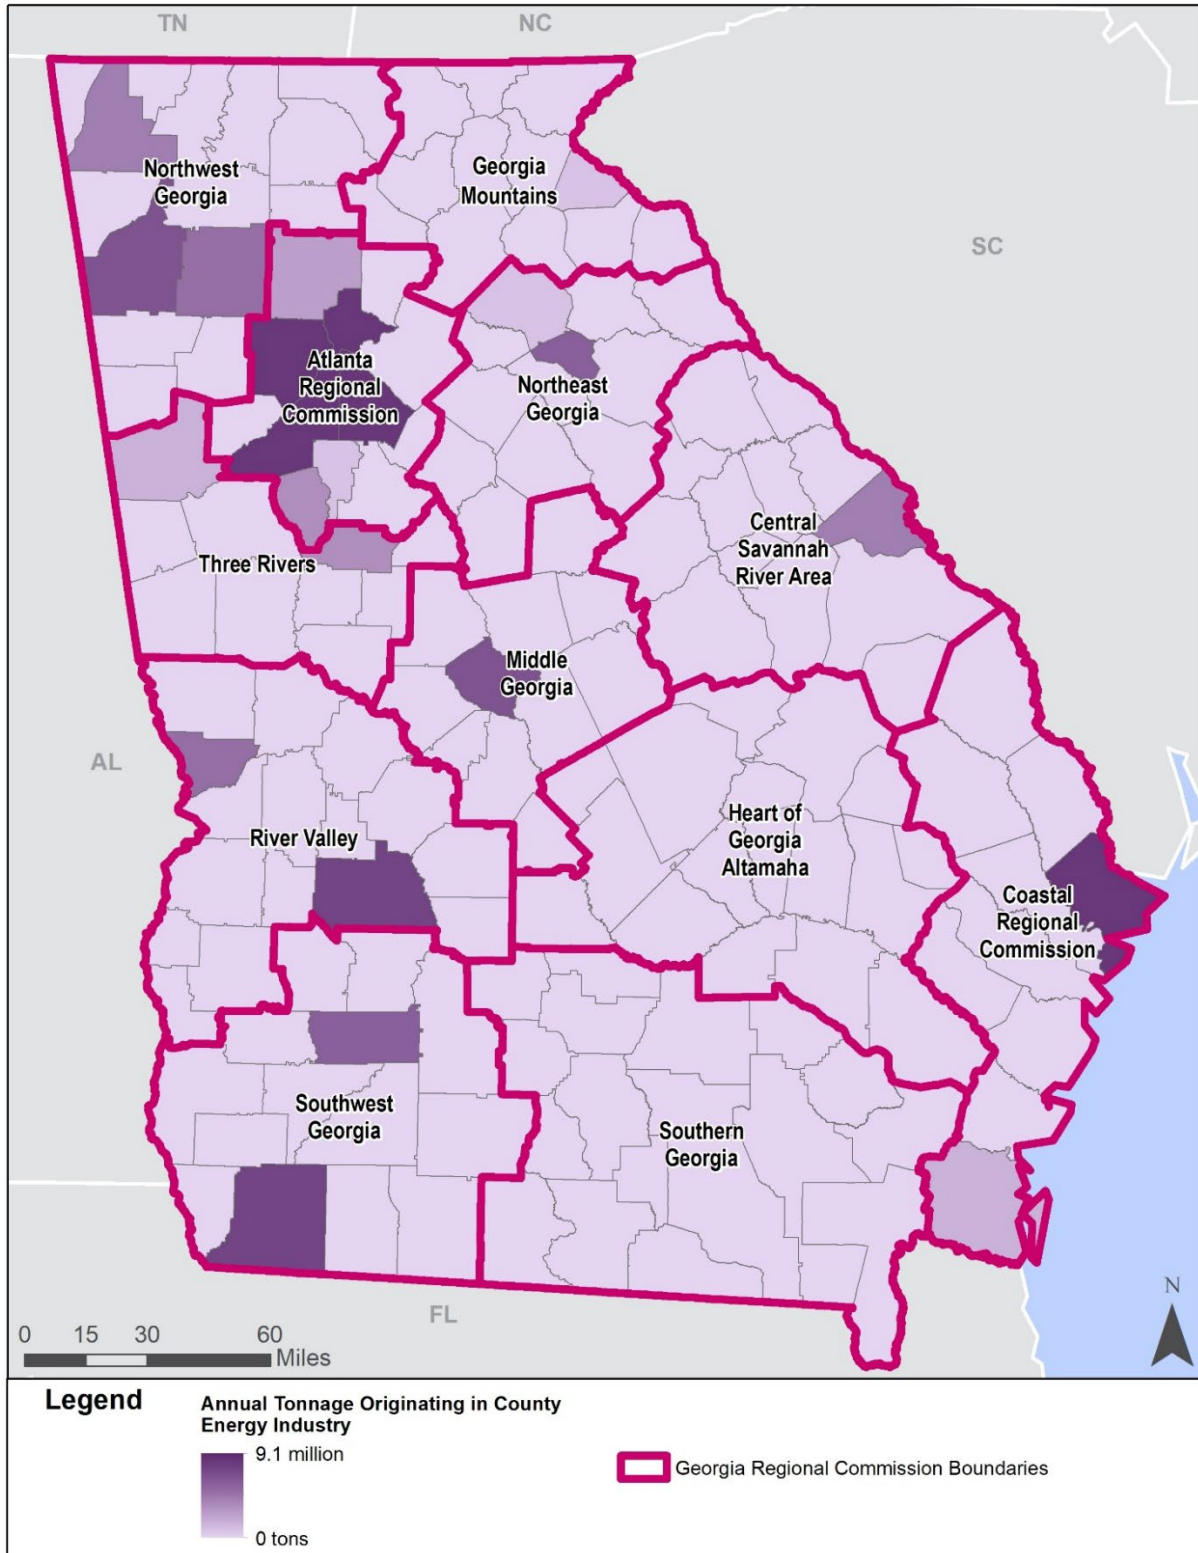 TN
NC
Northwest
Georgia
Georgia
Mountains
SC
Atlanta
Regional
Commission
Northeast
Georgia
Central
Savannah
River Area
Three Rivers
Middle
Georgia
AL
River Valley
Heart of
Georgia
Altamaha
Coastal
Regional
Commission
Southwest
Georgia
Southern
Georgia
FL
N
0 15 30 60
Miles
Legend
Annual Tonnage Originating in County
Energy Industry
9.1 million
0 tons
Georgia Regional Commission Boundaries